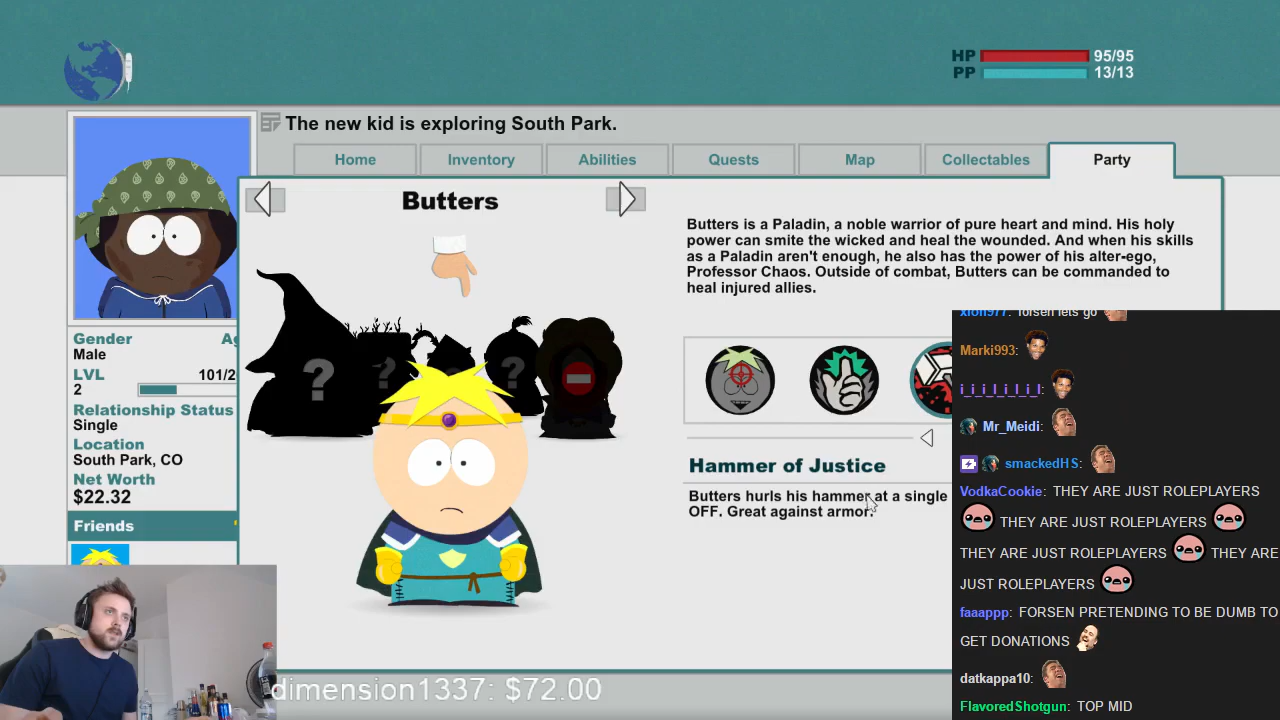 HP 95/95
PP 13/13
The new kid is exploring South Park.
Home Inventory Abilities Quests Map Collectables Party
Butters
Butters is a Paladin, a noble warrior of pure heart and mind. His holy
power can smite the wicked and heal the wounded. And when his skills
as a Paladin aren't enough, he also has the power of his alter-ego,
Professor Chaos. Outside of combat, Butters can be commanded to
heal injured allies.
? ? ?
Gender
Male
LVL 101/2
2
Relationship Status
Single
Location
South Park, CO
Net Worth
$22.32
Friends
Hammer of Justice
Butters hurls his hammer at a single
OFF. Great against armor.
forsen lets go
Marki993:
i_i_l_i_l_i_l:
Mr_Meidi:
smackedHS:
VodkaCookie: THEY ARE JUST ROLEPLAYERS
THEY ARE JUST ROLEPLAYERS
THEY ARE JUST ROLEPLAYERS THEY ARE
JUST ROLEPLAYERS
faaappp: FORSEN PRETENDING TO BE DUMB TO
GET DONATIONS
datkappa10:
FlavoredShotgun: TOP MID
dimension1337: $72.00